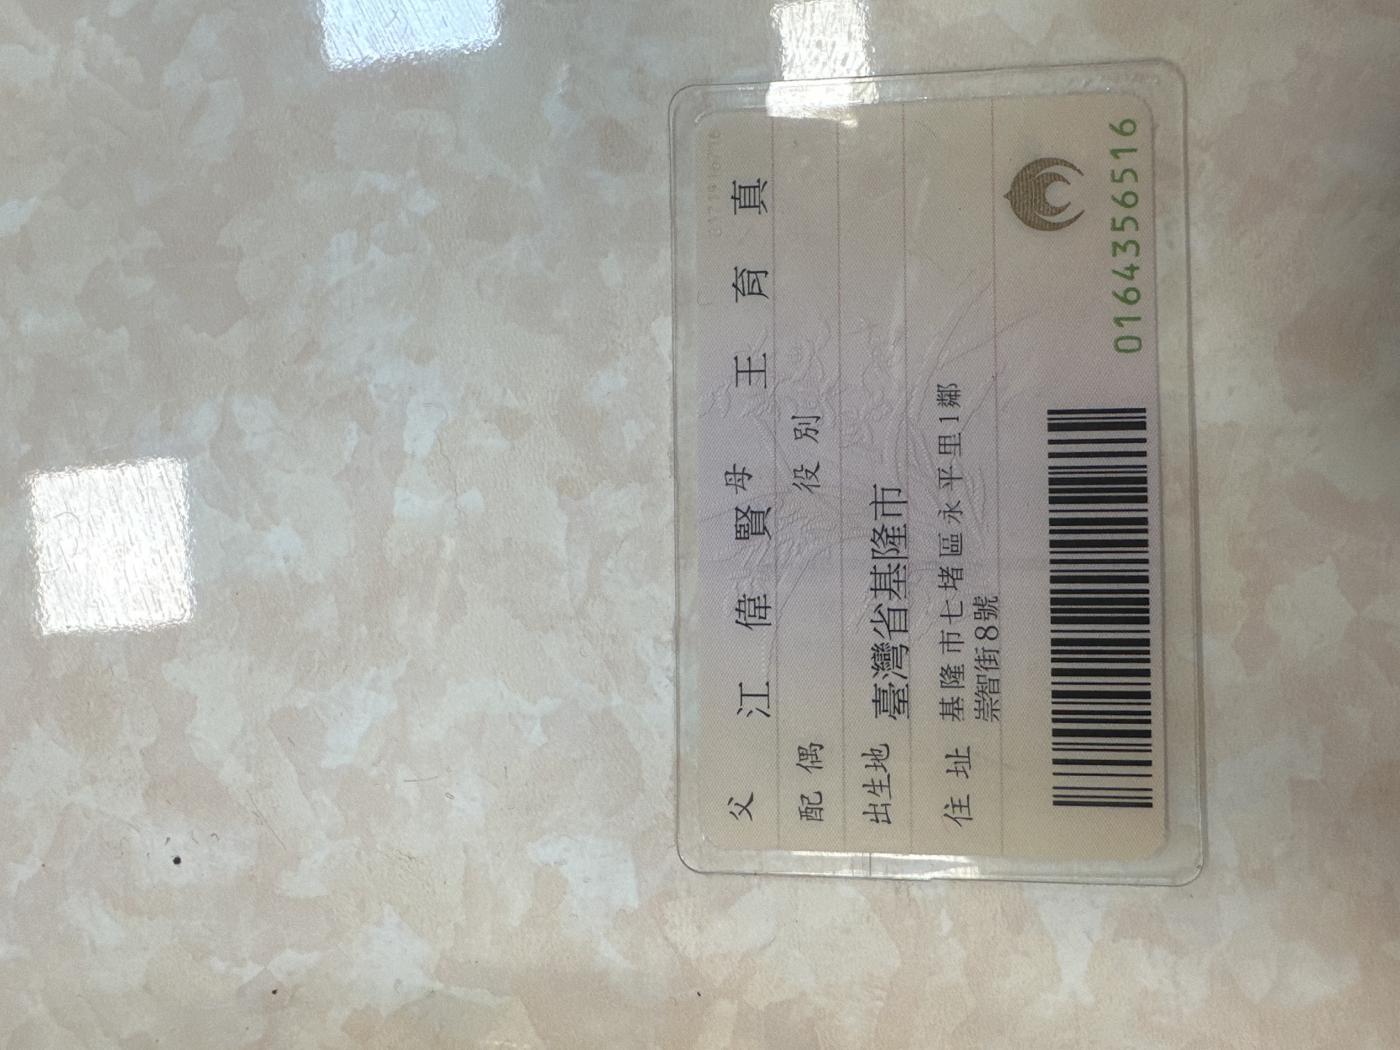 父 江偉賢 母 王育真
配偶 役別
出生地 臺灣省基隆市
住址 基隆市七堵區永平里1鄰
崇智街8號
0164356516